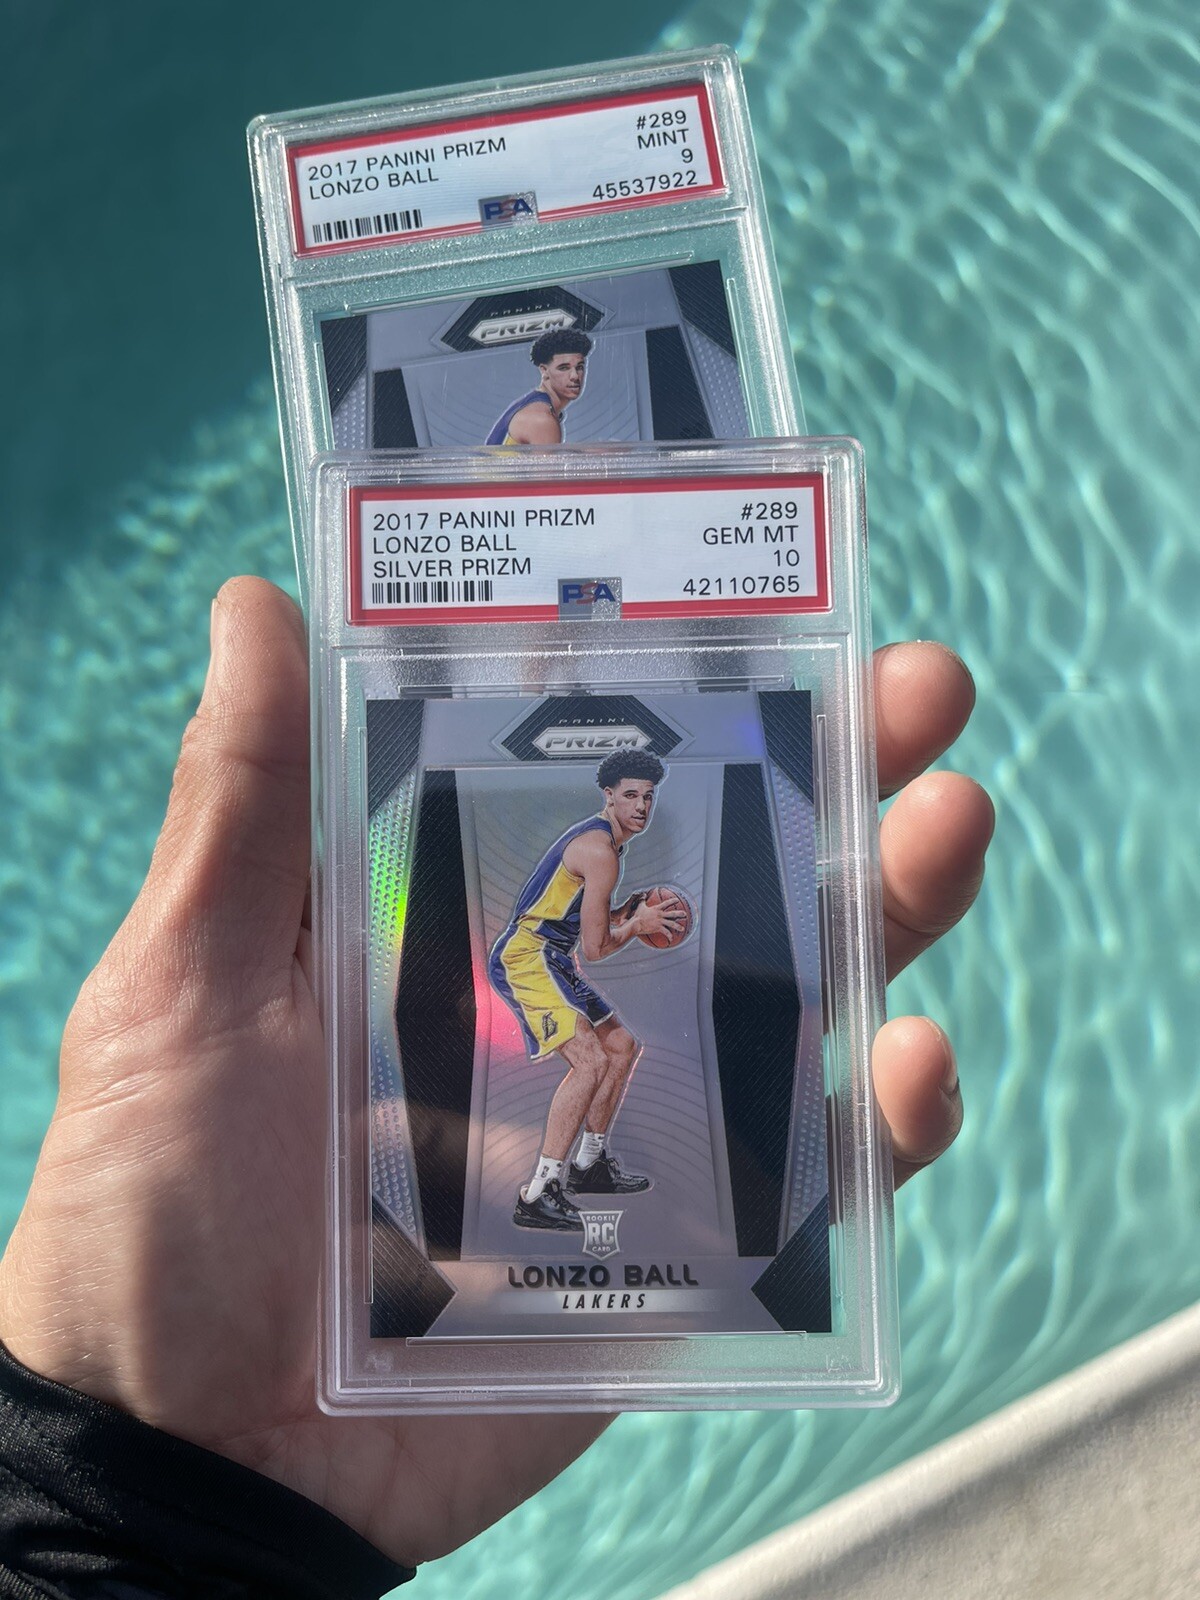 2017 PANINI PRIZM #289
LONZO BALL MINT
9
PSA 45537922
PANINI
PRIZM
2017 PANINI PRIZM #289
LONZO BALL GEM MT
SILVER PRIZM 10
PSA 42110765
PANINI
PRIZM
ROOKIE
RC
CARD
LONZO BALL
LAKERS